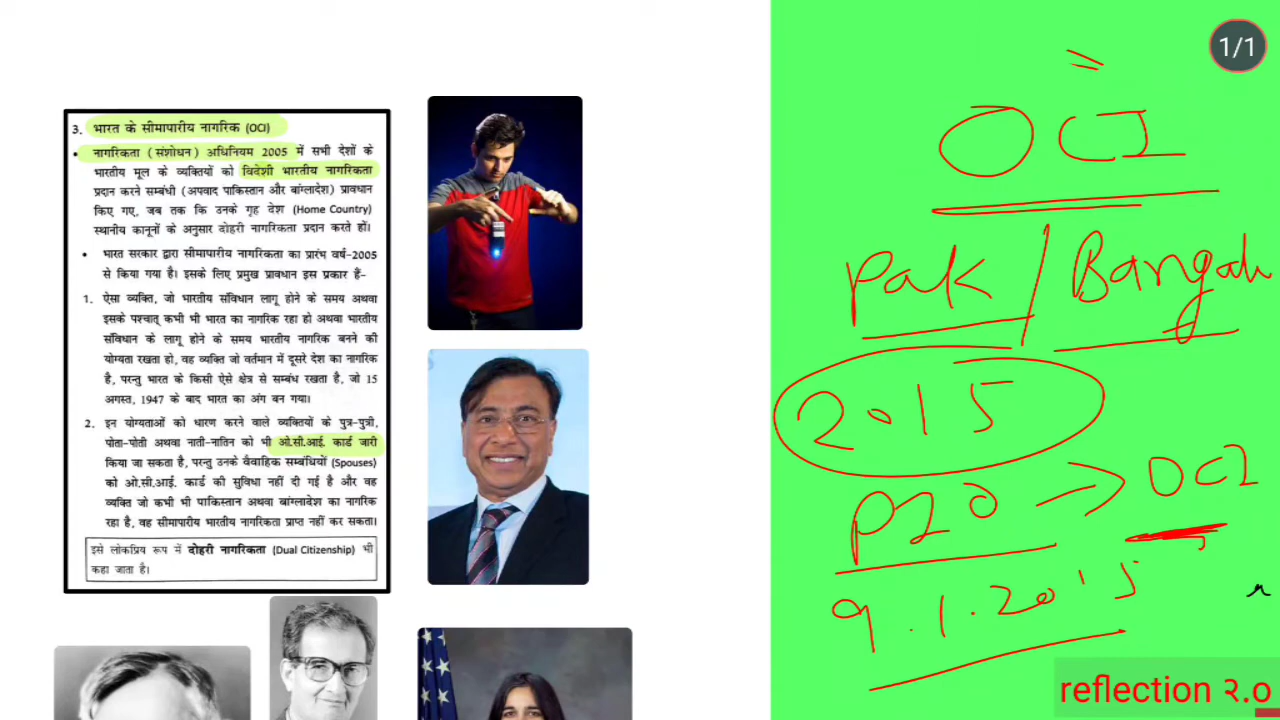 3. भारत के सीमापारीय नागरिक (OCI)
• नागरिकता (संशोधन) अधिनियम 2005 में सभी देशों के
भारतीय मूल के व्यक्तियों को विदेशी भारतीय नागरिकता
प्रदान करने सम्बंधी (अपवाद पाकिस्तान और बांग्लादेश) प्रावधान
किए गए, जब तक कि उनके गृह देश (Home Country)
स्थानीय कानूनों के अनुसार दोहरी नागरिकता प्रदान करते हों।
• भारत सरकार द्वारा सीमापारीय नागरिकता का प्रारंभ वर्ष-2005
से किया गया है। इसके लिए प्रमुख प्रावधान इस प्रकार हैं-
1. ऐसा व्यक्ति, जो भारतीय संविधान लागू होने के समय अथवा
इसके पश्चात् कभी भी भारत का नागरिक रहा हो अथवा भारतीय
संविधान के लागू होने के समय भारतीय नागरिक बनने की
योग्यता रखता हो, वह व्यक्ति जो वर्तमान में दूसरे देश का नागरिक
है, परन्तु भारत के किसी ऐसे क्षेत्र से सम्बंध रखता है, जो 15
अगस्त, 1947 के बाद भारत का अंग बन गया।
2. इन योग्यताओं को धारण करने वाले व्यक्तियों के पुत्र-पुत्री,
पोता-पोती अथवा नाती-नातिन को भी ओ.सी.आई. कार्ड जारी
किया जा सकता है, परन्तु उनके वैवाहिक सम्बंधियों (Spouses)
को ओ.सी.आई. कार्ड की सुविधा नहीं दी गई है और वह
व्यक्ति जो कभी भी पाकिस्तान अथवा बांग्लादेश का नागरिक
रहा है, वह सीमापारीय भारतीय नागरिकता प्राप्त नहीं कर सकता।
इसे लोकप्रिय रूप में दोहरी नागरिकता (Dual Citizenship) भी
कहा जाता है।
1/1
OCI
Pak / Bangla
2015
PIO → OCI
9.1.2015
reflection २.०